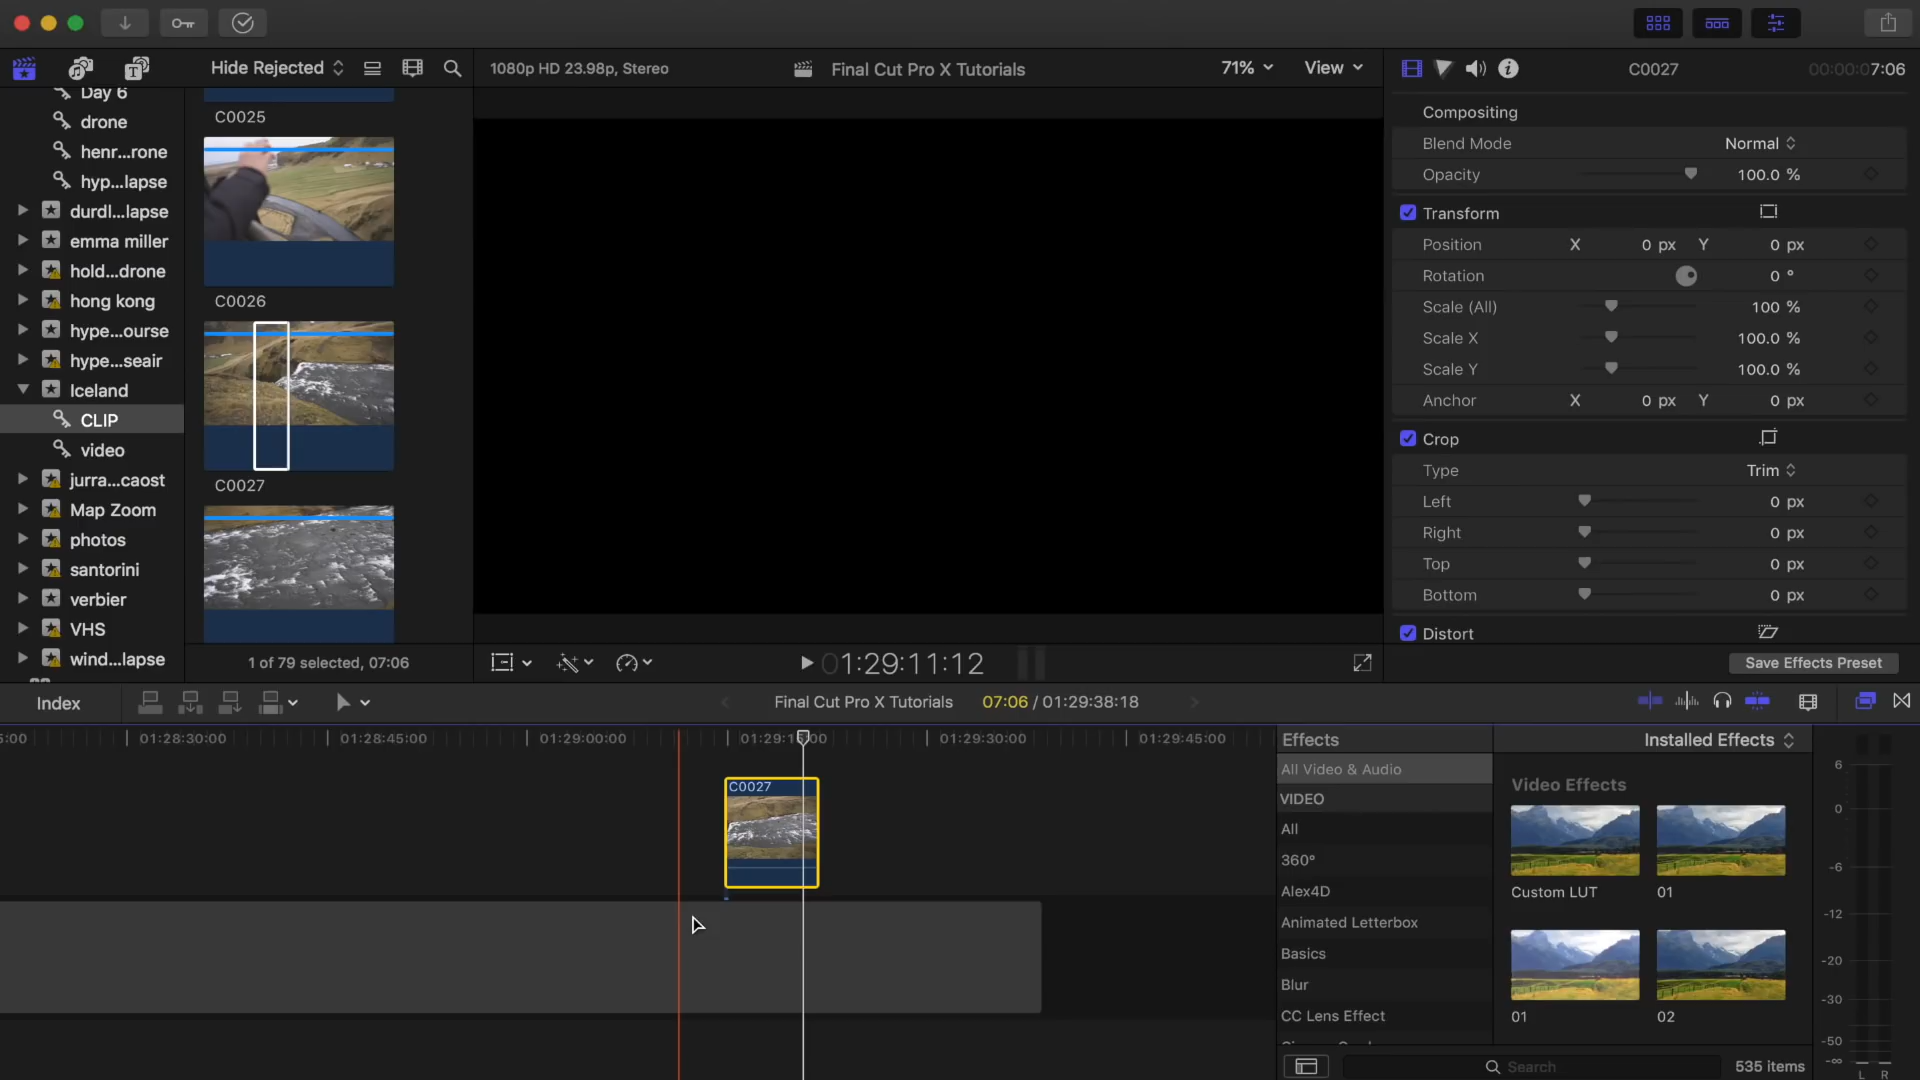 Hide Rejected
1080p HD 23.98p, Stereo
Final Cut Pro X Tutorials
71%
View
C0027
00:00:07:06
Day 6
drone
henr...rone
hyp...lapse
durdl...lapse
emma miller
hold...drone
hong kong
hype...ourse
hype...seair
Iceland
CLIP
video
jurra...caost
Map Zoom
photos
santorini
verbier
VHS
wind...lapse
C0025
C0026
C0027
1 of 79 selected, 07:06
01:29:11:12
Compositing
Blend Mode
Normal
Opacity
100.0 %
Transform
Position X 0 px Y 0 px
Rotation 0 °
Scale (All) 100 %
Scale X 100.0 %
Scale Y 100.0 %
Anchor X 0 px Y 0 px
Crop
Type Trim
Left 0 px
Right 0 px
Top 0 px
Bottom 0 px
Distort
Save Effects Preset
Index
Final Cut Pro X Tutorials
07:06 / 01:29:38:18
5:00
01:28:30:00
01:28:45:00
01:29:00:00
01:29:30:00
01:29:45:00
C0027
Effects
Installed Effects
All Video & Audio
VIDEO
All
360°
Alex4D
Animated Letterbox
Basics
Blur
CC Lens Effect
Video Effects
Custom LUT
01
01
02
Search
535 items
6
0
-6
-12
-20
-30
-50
-∞
L R